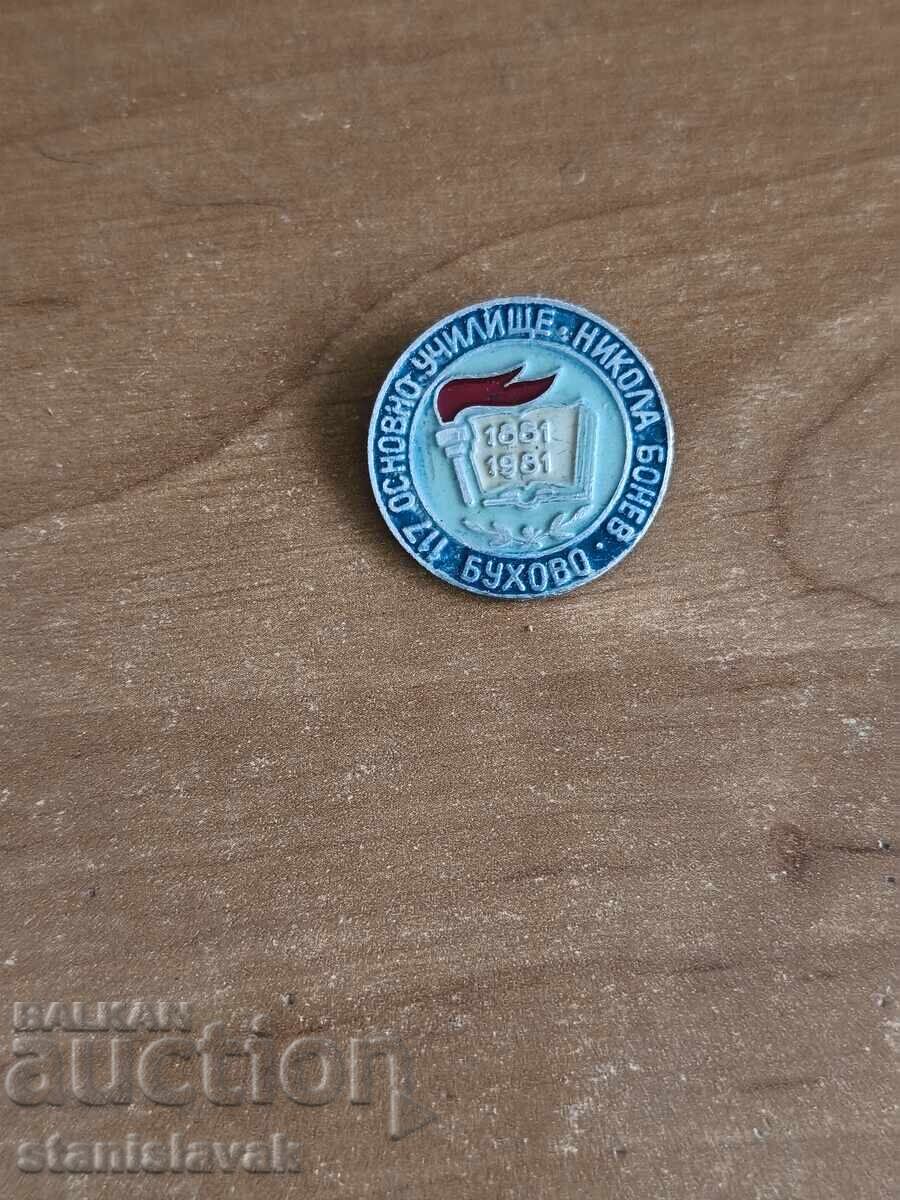 117 ОСНОВНО УЧИЛИЩЕ • НИКОЛА БОНЕВ •
• БУХОВО •
1881
1981
BALKAN
auction
stanislavak